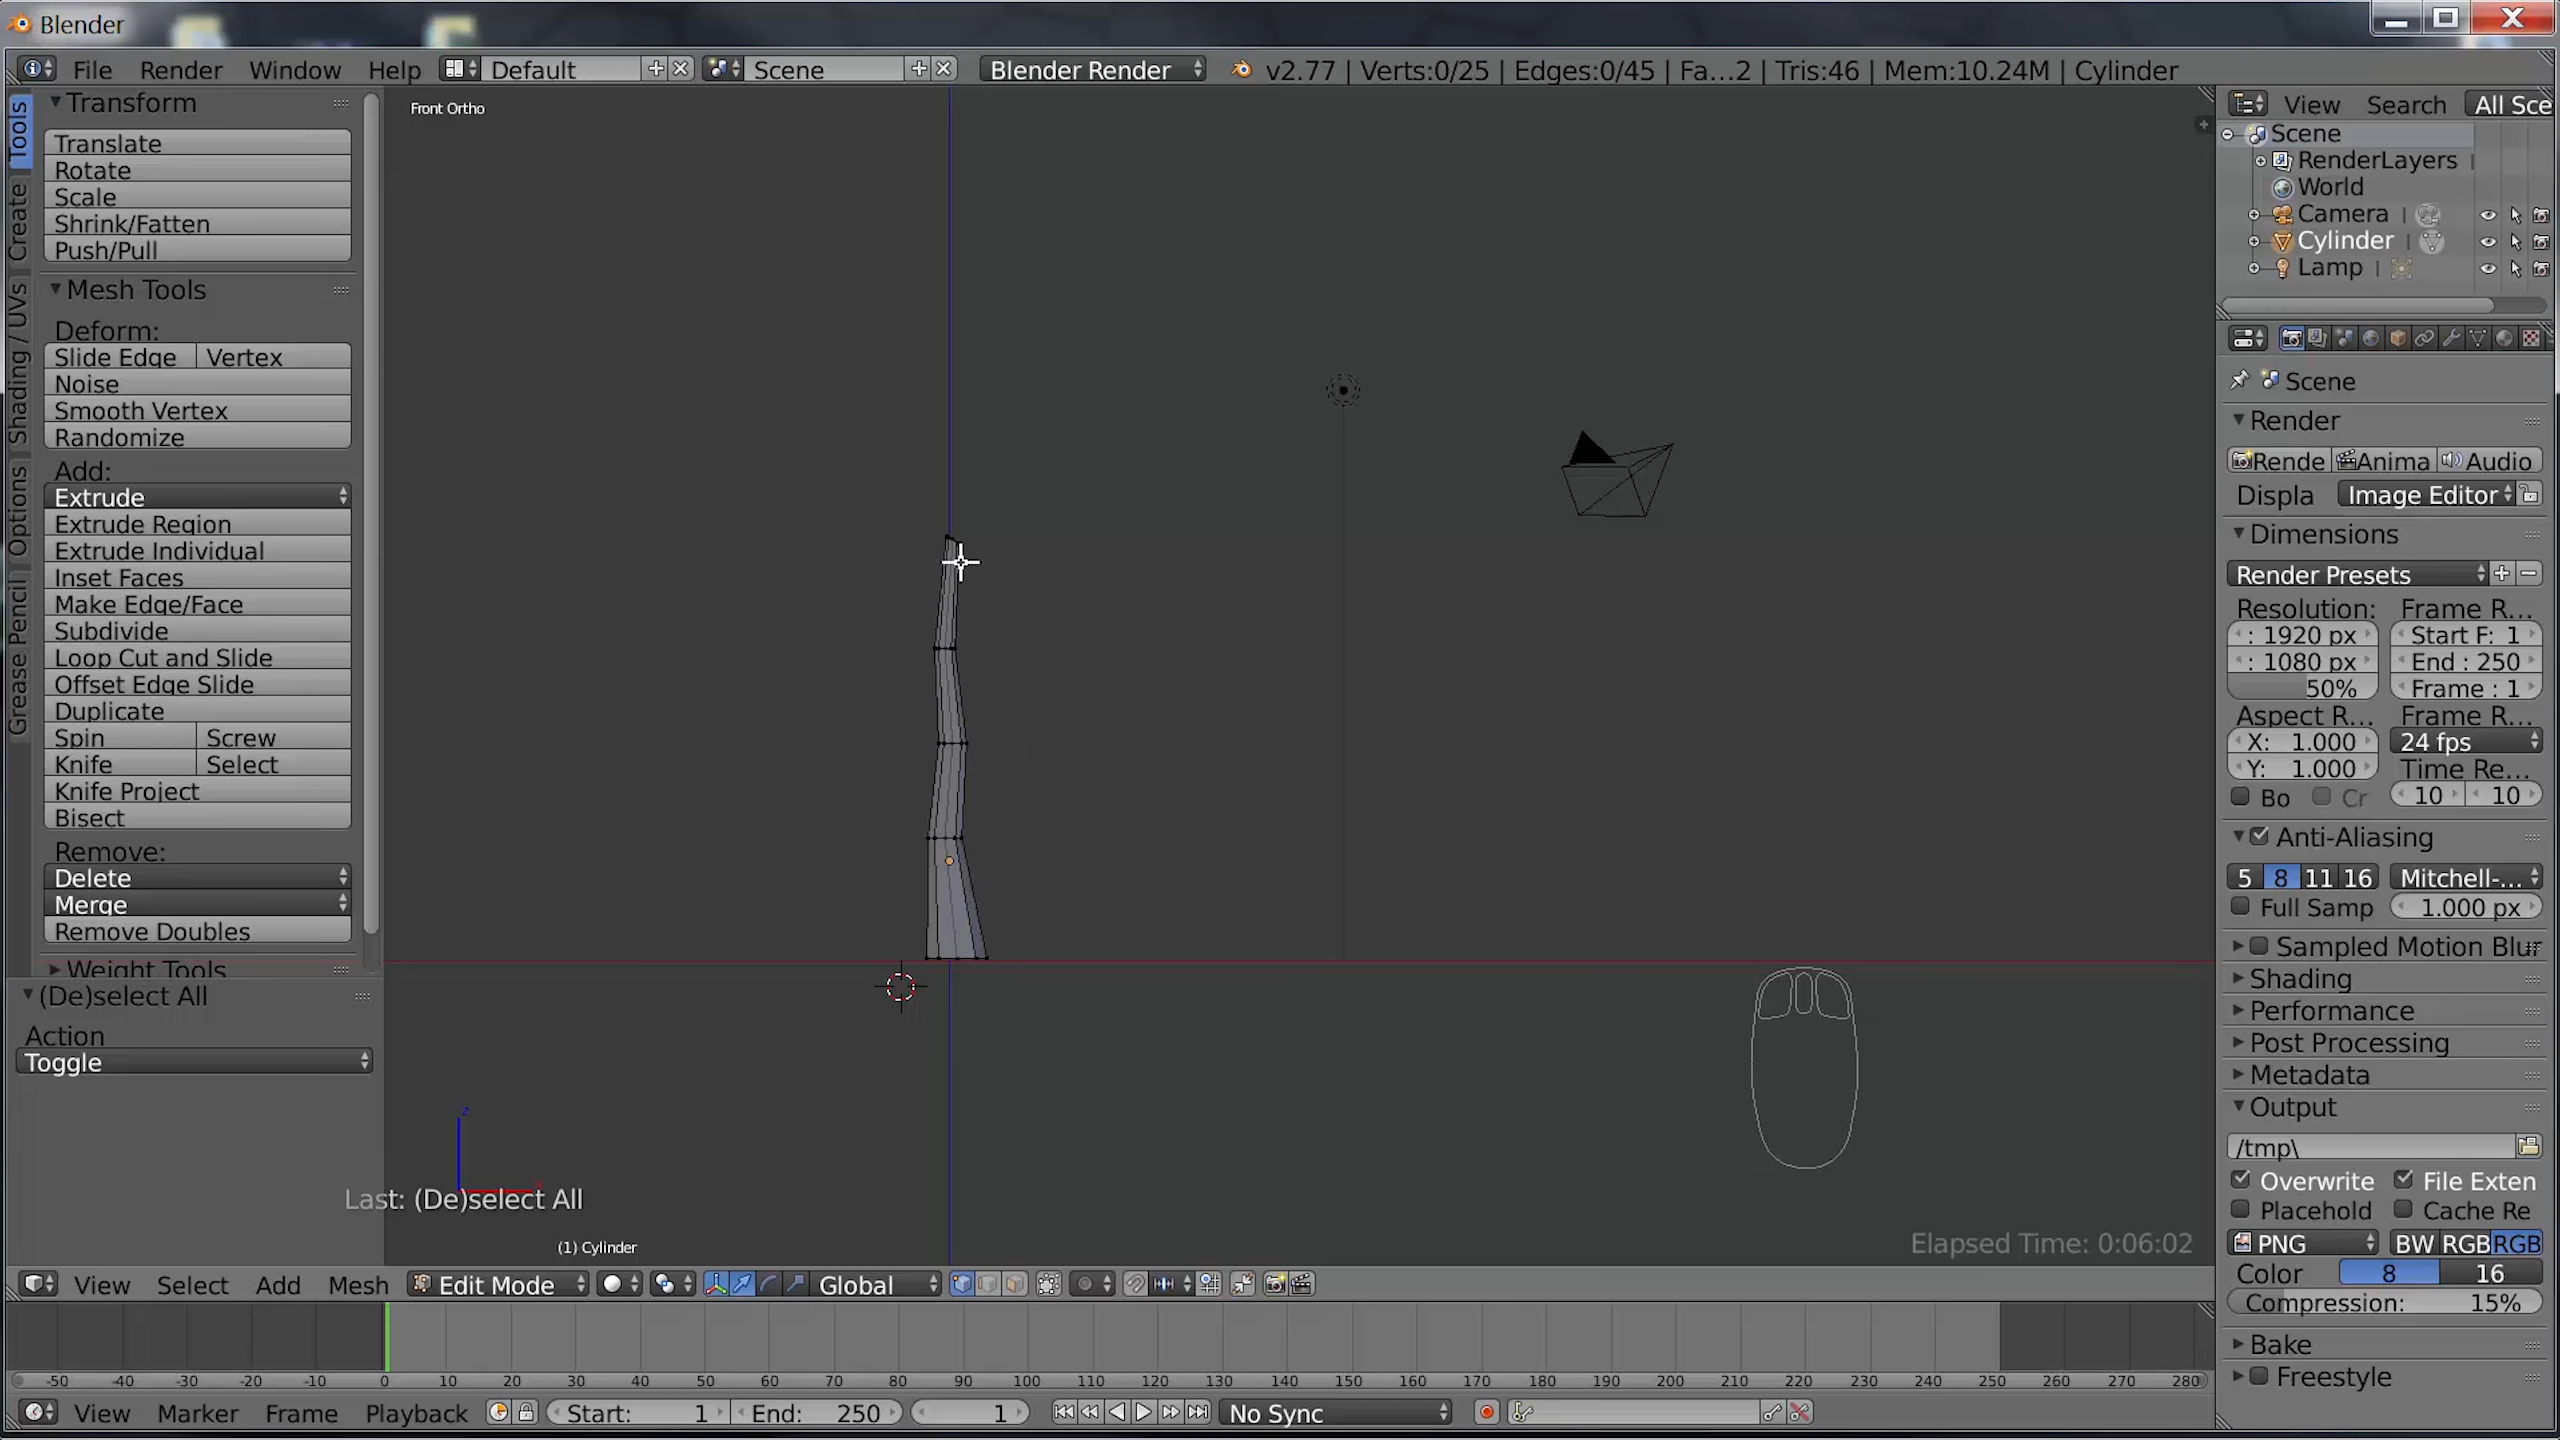 Blender
File Render Window Help Default Scene Blender Render v2.77 | Verts:0/25 | Edges:0/45 | Fa...2 | Tris:46 | Mem:10.24M | Cylinder
Tools
Create
Shading / UVs
Options
Grease Pencil
Transform
Translate
Rotate
Scale
Shrink/Fatten
Push/Pull
Mesh Tools
Deform:
Slide Edge Vertex
Noise
Smooth Vertex
Randomize
Add:
Extrude
Extrude Region
Extrude Individual
Inset Faces
Make Edge/Face
Subdivide
Loop Cut and Slide
Offset Edge Slide
Duplicate
Spin Screw
Knife Select
Knife Project
Bisect
Remove:
Delete
Merge
Remove Doubles
Weight Tools
(De)select All
Action
Toggle
Front Ortho
z
Last: (De)select All
(1) Cylinder
Elapsed Time: 0:06:02
View Search All Sce
Scene
RenderLayers |
World
Camera |
Cylinder |
Lamp |
Scene
Render
Rende Anima Audio
Displa Image Editor
Dimensions
Render Presets
Resolution: Frame R...
: 1920 px Start F: 1
: 1080 px End : 250
50% Frame : 1
Aspect R... Frame R...
X: 1.000 24 fps
Y: 1.000 Time Re...
Bo Cr 10 10
Anti-Aliasing
5 8 11 16 Mitchell-...
Full Samp 1.000 px
Sampled Motion Blur
Shading
Performance
Post Processing
Metadata
Output
/tmp\
Overwrite File Exten
Placehold Cache Re
PNG BW RGB RGB
Color 8 16
Compression: 15%
Bake
Freestyle
View Select Add Mesh Edit Mode Global
-50 -40 -30 -20 -10 0 10 20 30 40 50 60 70 80 90 100 110 120 130 140 150 160 170 180 190 200 210 220 230 240 250 260 270 280
View Marker Frame Playback Start: 1 End: 250 1 No Sync